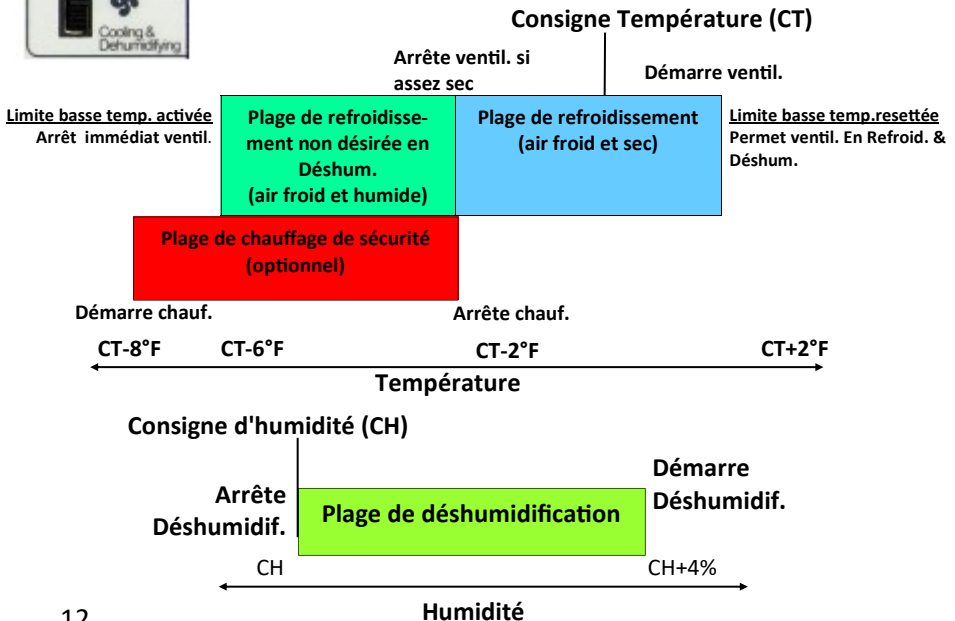 Cooling &
Dehumidifying
Consigne Température (CT)
Arrête ventil. si
assez sec
Démarre ventil.
Limite basse temp. activée
Arrêt immédiat ventil.
Plage de refroidisse-
ment non désirée en
Déshum.
(air froid et humide)
Plage de refroidissement
(air froid et sec)
Limite basse temp.resettée
Permet ventil. En Refroid. &
Déshum.
Plage de chauffage de sécurité
(optionnel)
Démarre chauf.
Arrête chauf.
CT-8°F
CT-6°F
CT-2°F
CT+2°F
Température
Consigne d'humidité (CH)
Arrête
Déshumidif.
Plage de déshumidification
Démarre
Déshumidif.
CH
CH+4%
Humidité
12